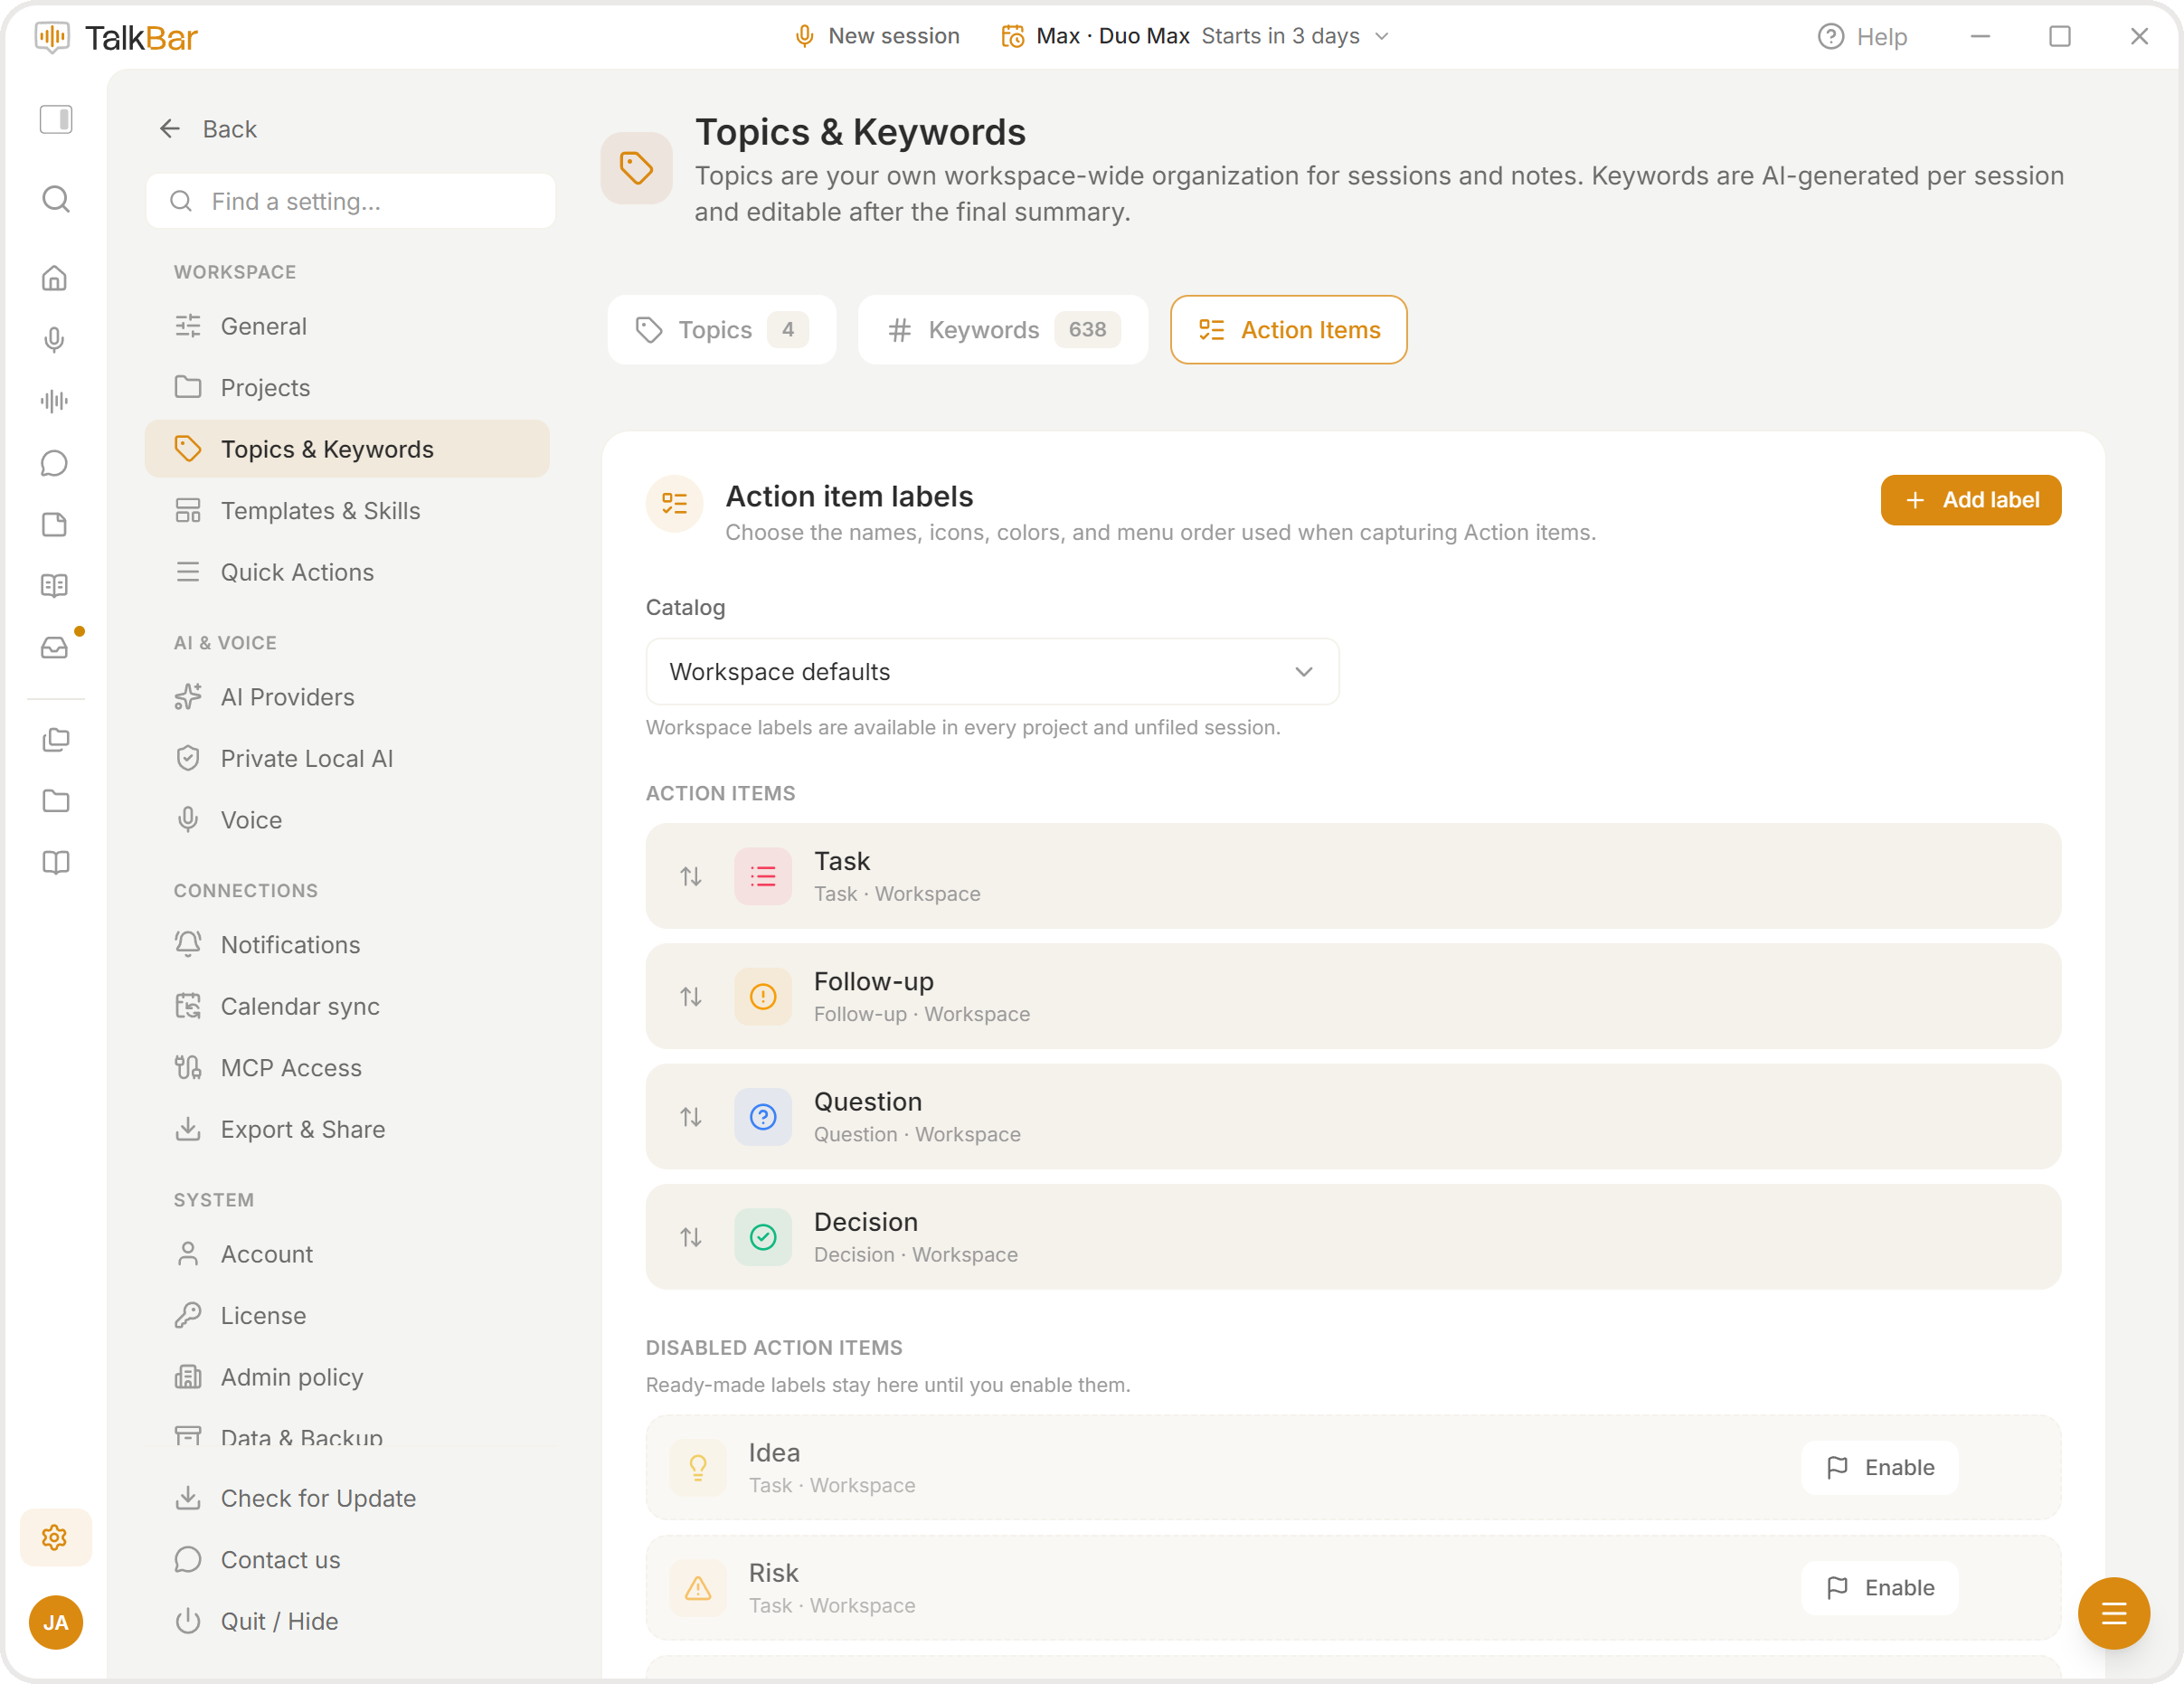 TalkBar
New session
Max · Duo Max Starts in 3 days
Help
Back
Find a setting...
WORKSPACE
General
Projects
Topics & Keywords
Templates & Skills
Quick Actions
AI & VOICE
AI Providers
Private Local AI
Voice
CONNECTIONS
Notifications
Calendar sync
MCP Access
Export & Share
SYSTEM
Account
License
Admin policy
Data & Backup
Check for Update
Contact us
Quit / Hide
JA
Topics & Keywords
Topics are your own workspace-wide organization for sessions and notes. Keywords are AI-generated per session
and editable after the final summary.
Topics 4
Keywords 638
Action Items
Action item labels
Choose the names, icons, colors, and menu order used when capturing Action items.
Add label
Catalog
Workspace defaults
Workspace labels are available in every project and unfiled session.
ACTION ITEMS
Task
Task · Workspace
Follow-up
Follow-up · Workspace
Question
Question · Workspace
Decision
Decision · Workspace
DISABLED ACTION ITEMS
Ready-made labels stay here until you enable them.
Idea
Task · Workspace
Enable
Risk
Task · Workspace
Enable